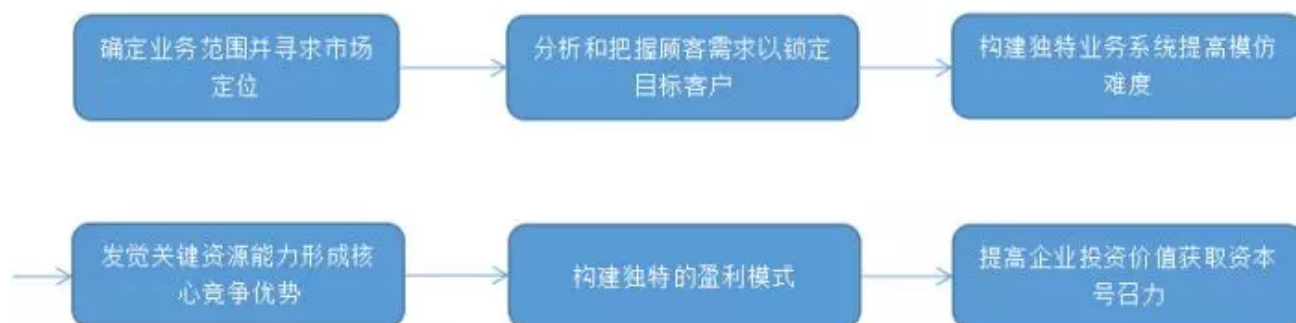 确定业务范围并寻求市场
定位
分析和把握顾客需求以锁定
目标客户
构建独特业务系统提高模仿
难度
发觉关键资源能力形成核
心竞争优势
构建独特的盈利模式
提高企业投资价值获取资本
号召力